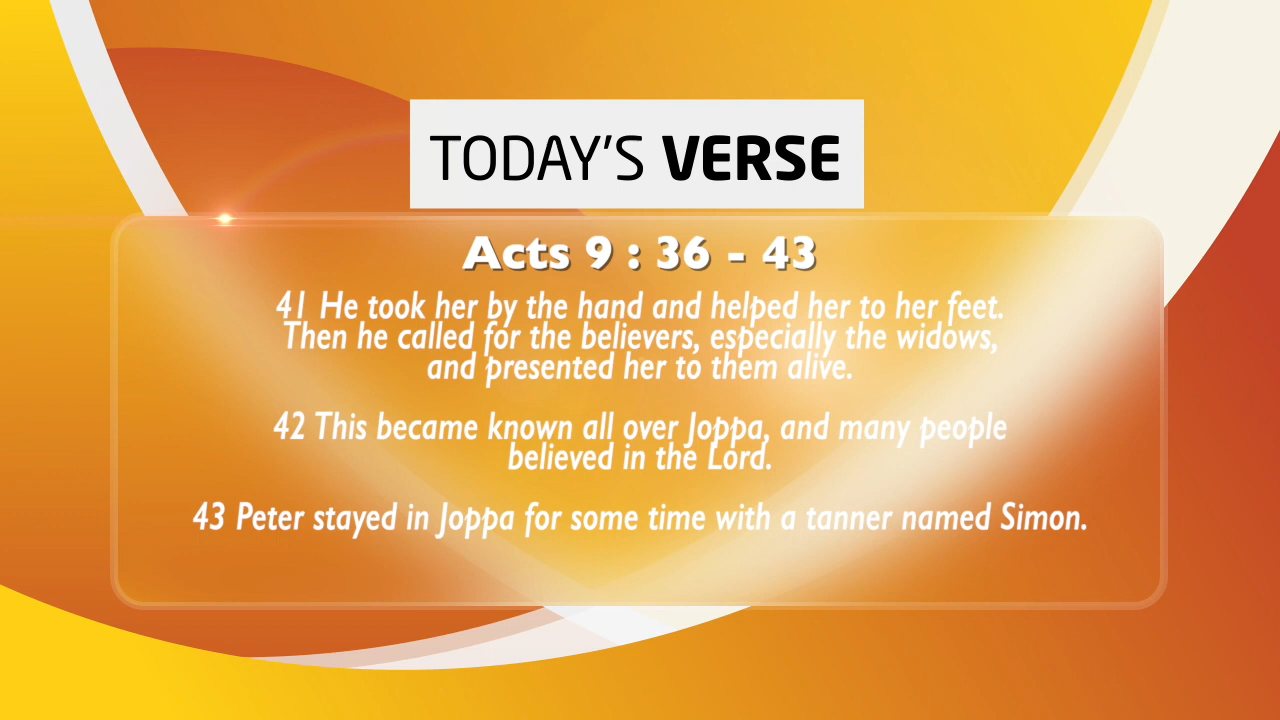 TODAY'S VERSE
Acts 9 : 36 - 43
41 He took her by the hand and helped her to her feet.
Then he called for the believers, especially the widows,
and presented her to them alive.
42 This became known all over Joppa, and many people
believed in the Lord.
43 Peter stayed in Joppa for some time with a tanner named Simon.